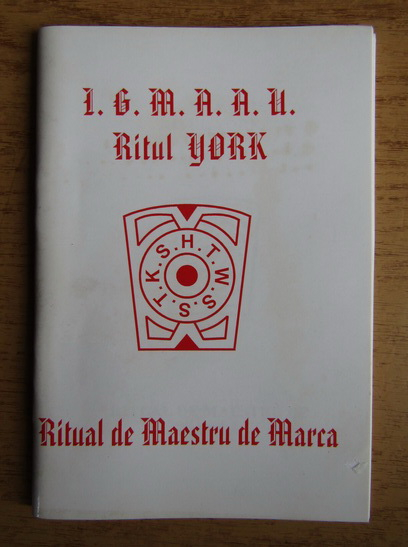 I. G. M. A. A. U.
Ritul YORK
H.T.W.S.S.T.K.S.
Ritual de Maestru de Marca